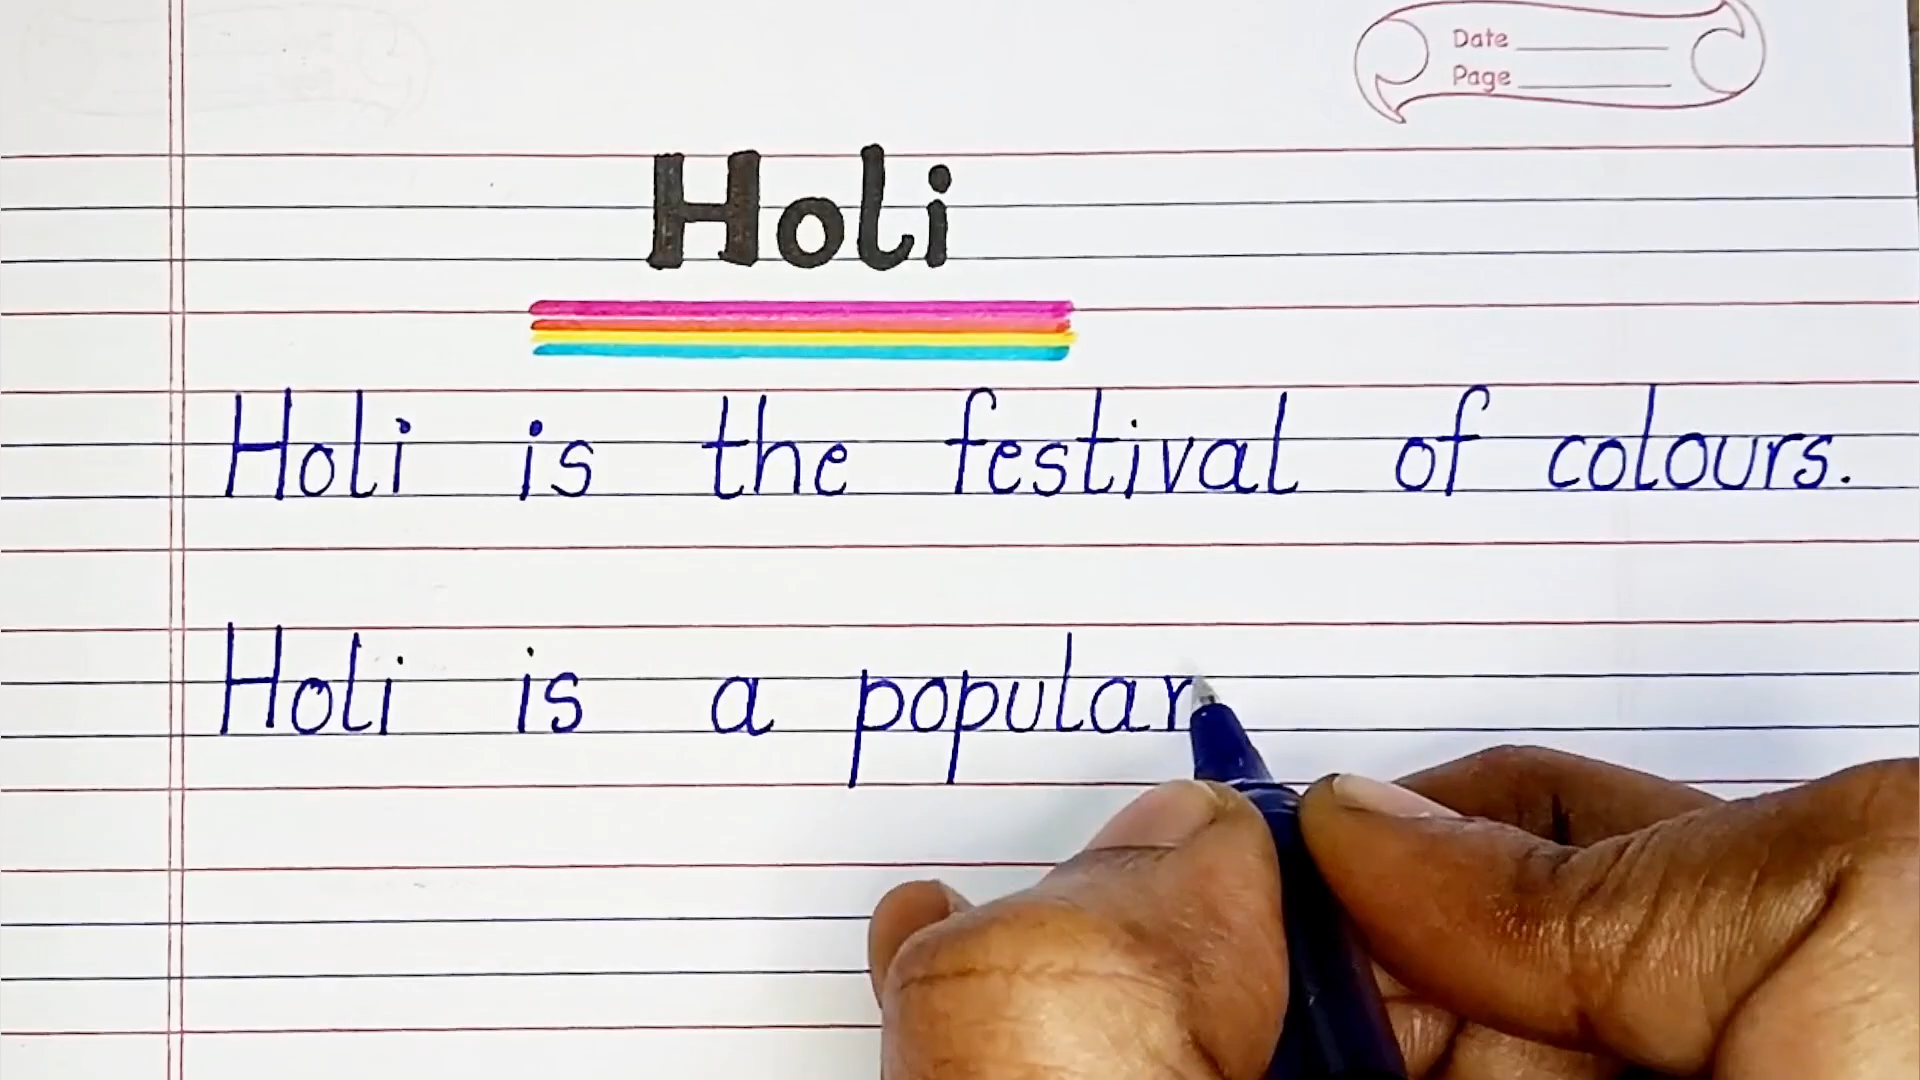 Date
Page
Holi
Holi is the festival of colours.
Holi is a popular